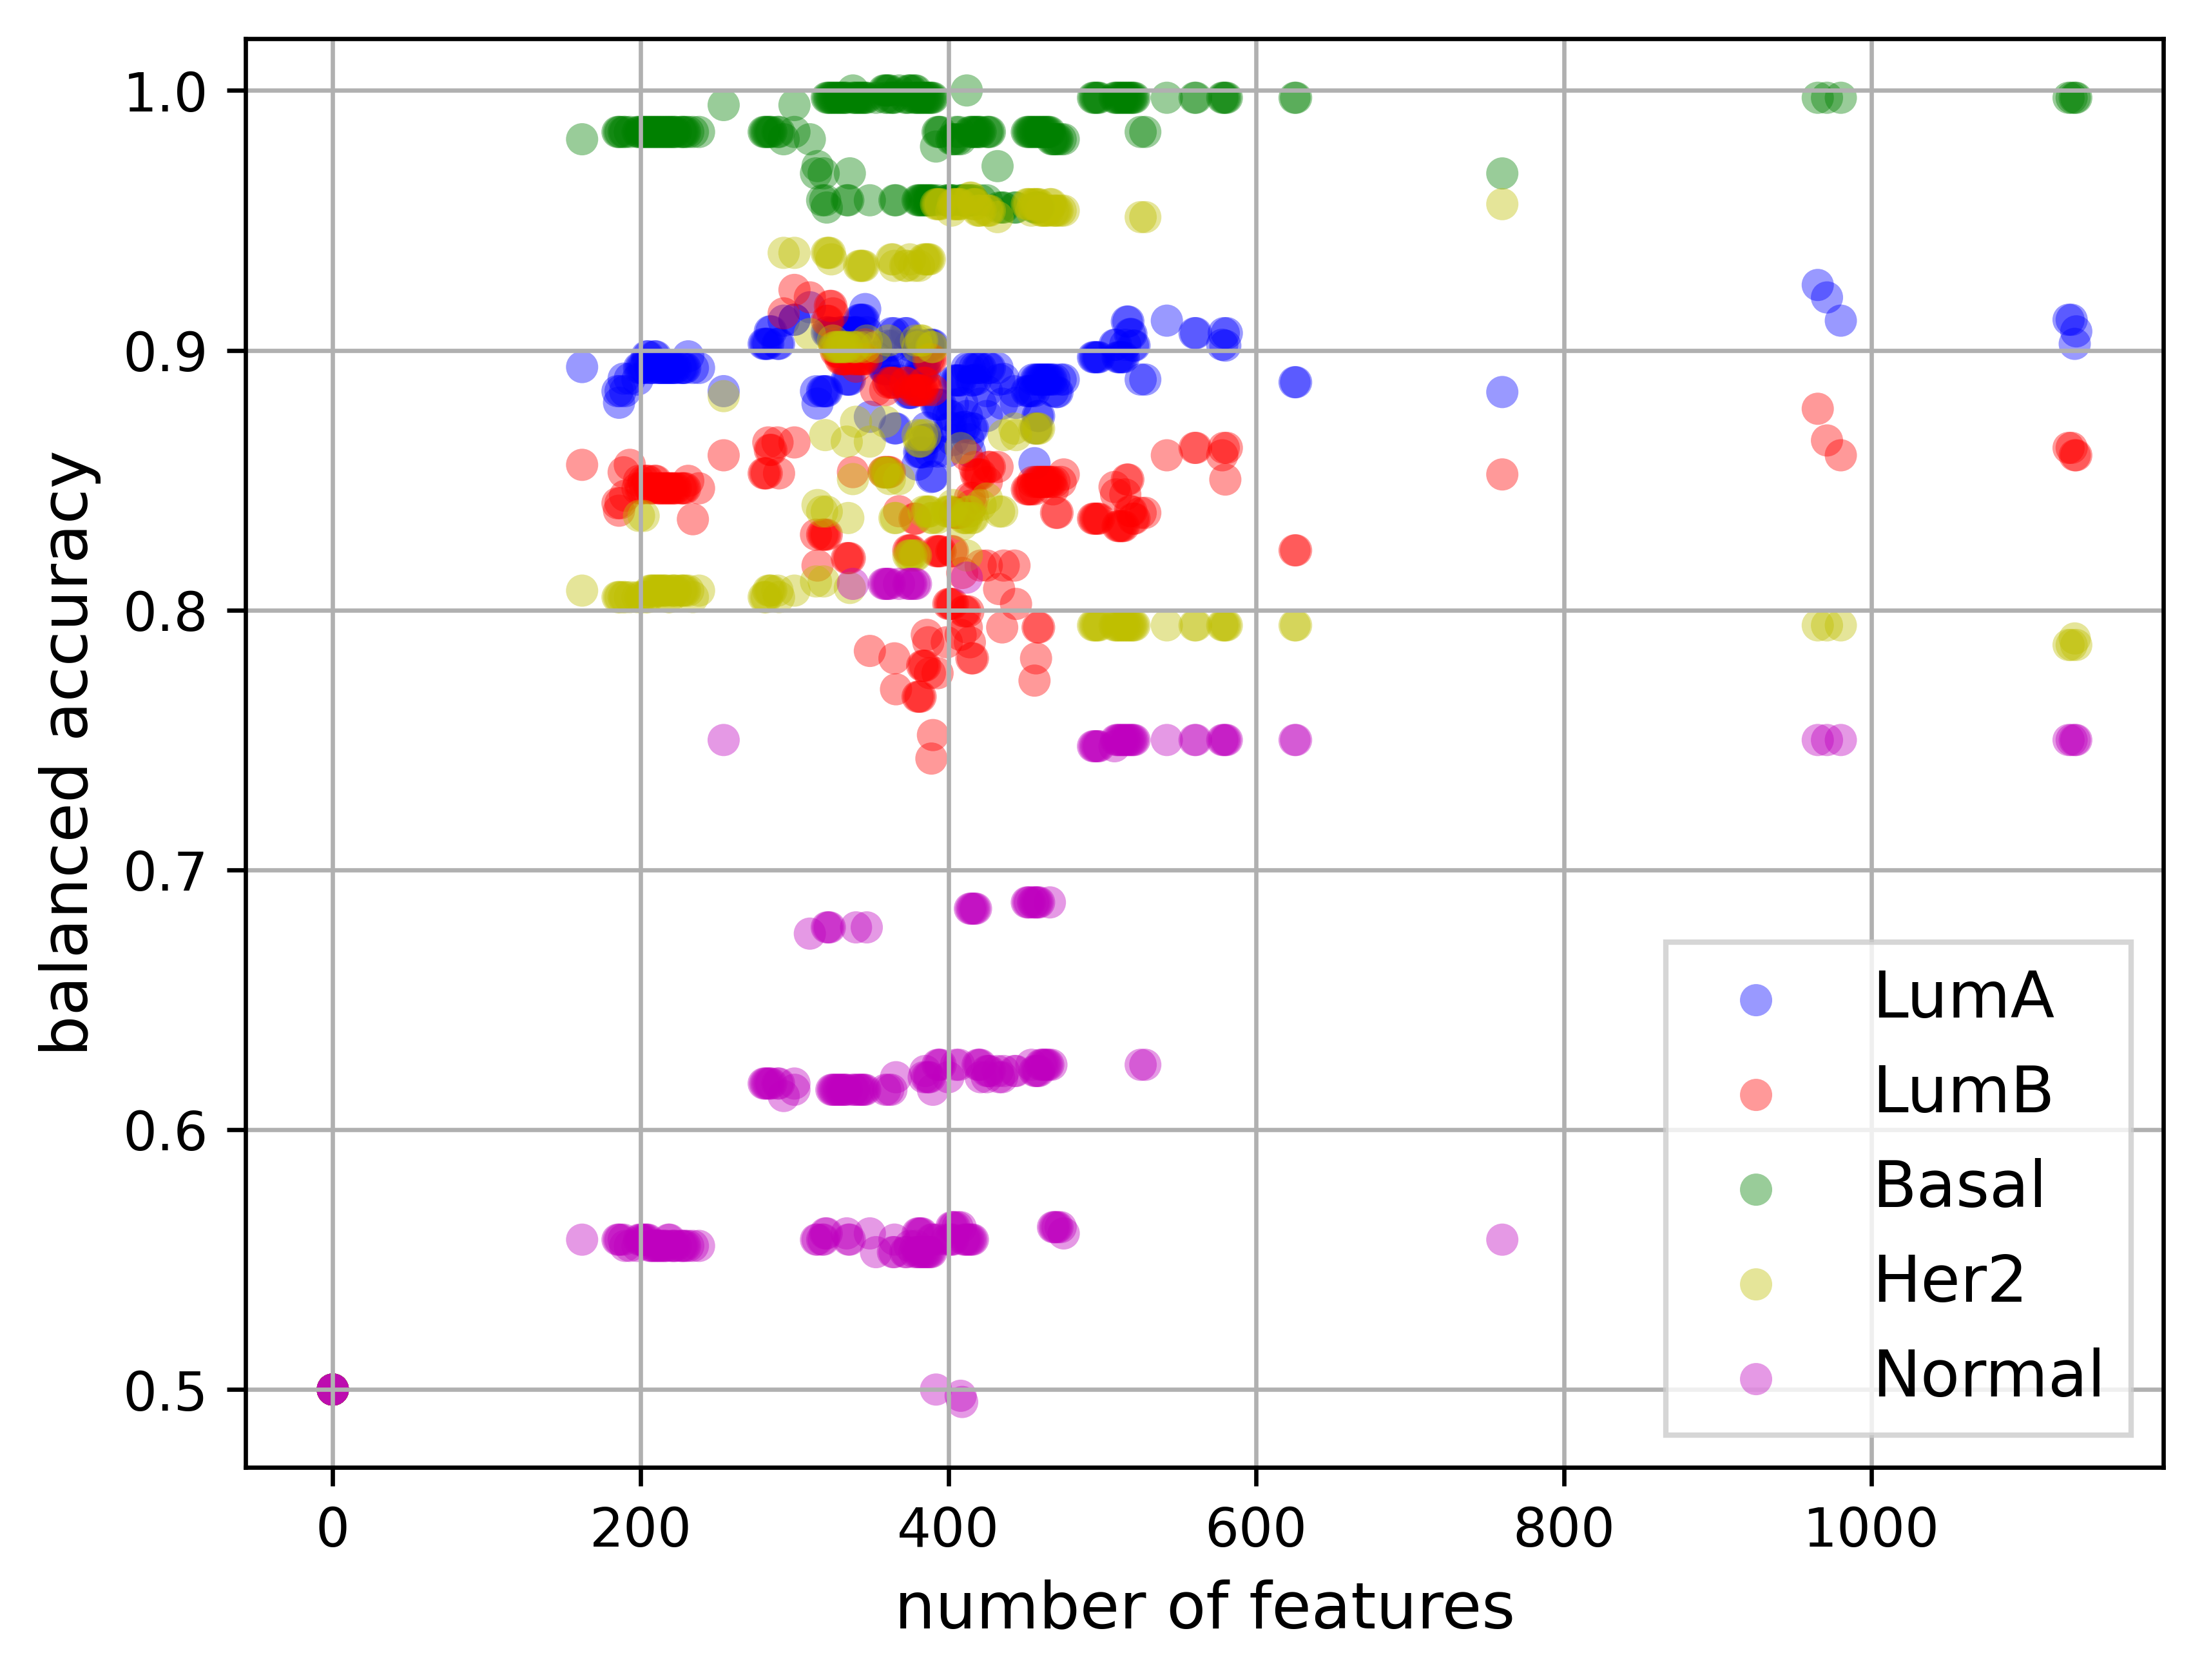 1.0
0.9
0.8
0.7
0.6
0.5
balanced accuracy
0 200 400 600 800 1000
number of features
LumA
LumB
Basal
Her2
Normal